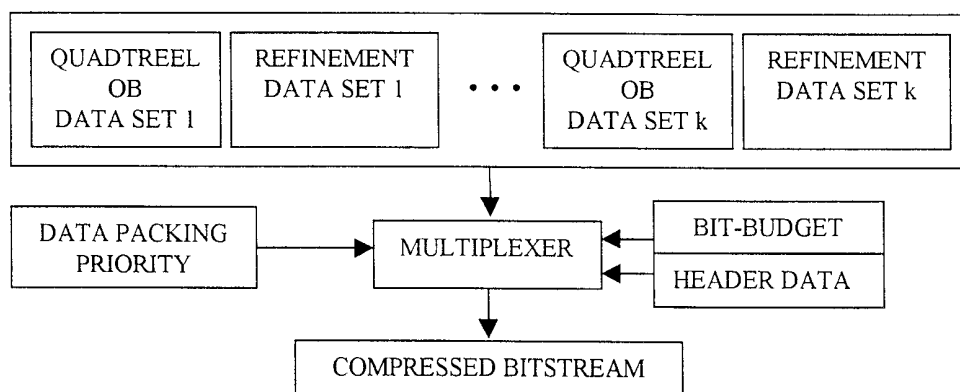 QUADTREEL
OB
DATA SET 1
REFINEMENT
DATA SET 1
• • •
QUADTREEL
OB
DATA SET k
REFINEMENT
DATA SET k
DATA PACKING
PRIORITY
MULTIPLEXER
BIT-BUDGET
HEADER DATA
COMPRESSED BITSTREAM